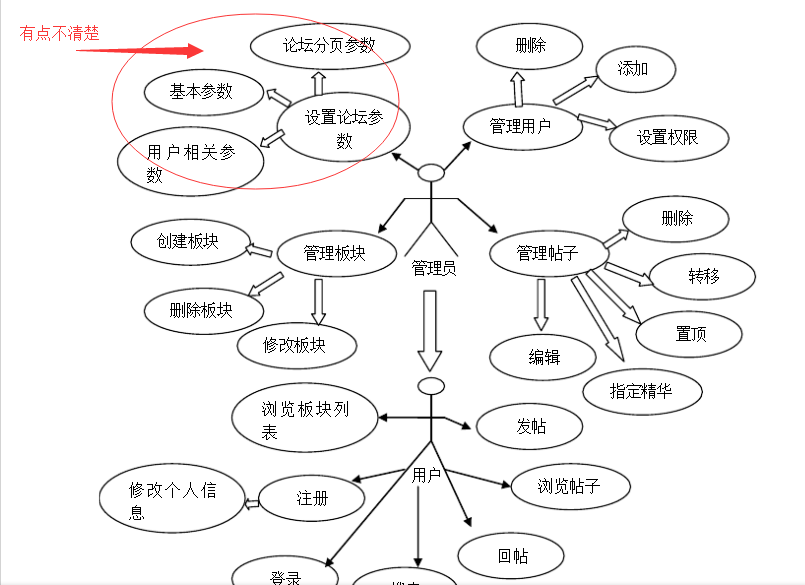 有点不清楚
论坛分页参数
删除
添加
基本参数
设置论坛参
数
管理用户
设置权限
用户相关参
数
删除
创建板块
管理板块
管理员
管理帖子
转移
删除板块
修改板块
编辑
置顶
指定精华
浏览板块列
表
发帖
用户
修改个人信
息
注册
浏览帖子
回帖
登录